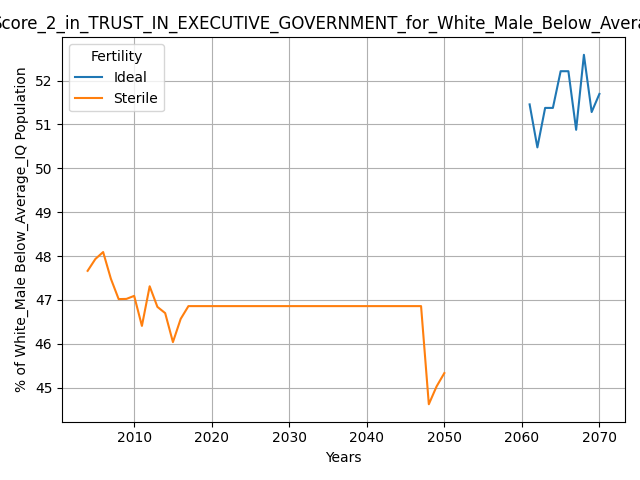 Score_2_in_TRUST_IN_EXECUTIVE_GOVERNMENT_for_White_Male_Below_Avera
Fertility
Ideal
Sterile
% of White_Male Below_Average_IQ Population
52
51
50
49
48
47
46
45
2010 2020 2030 2040 2050 2060 2070
Years